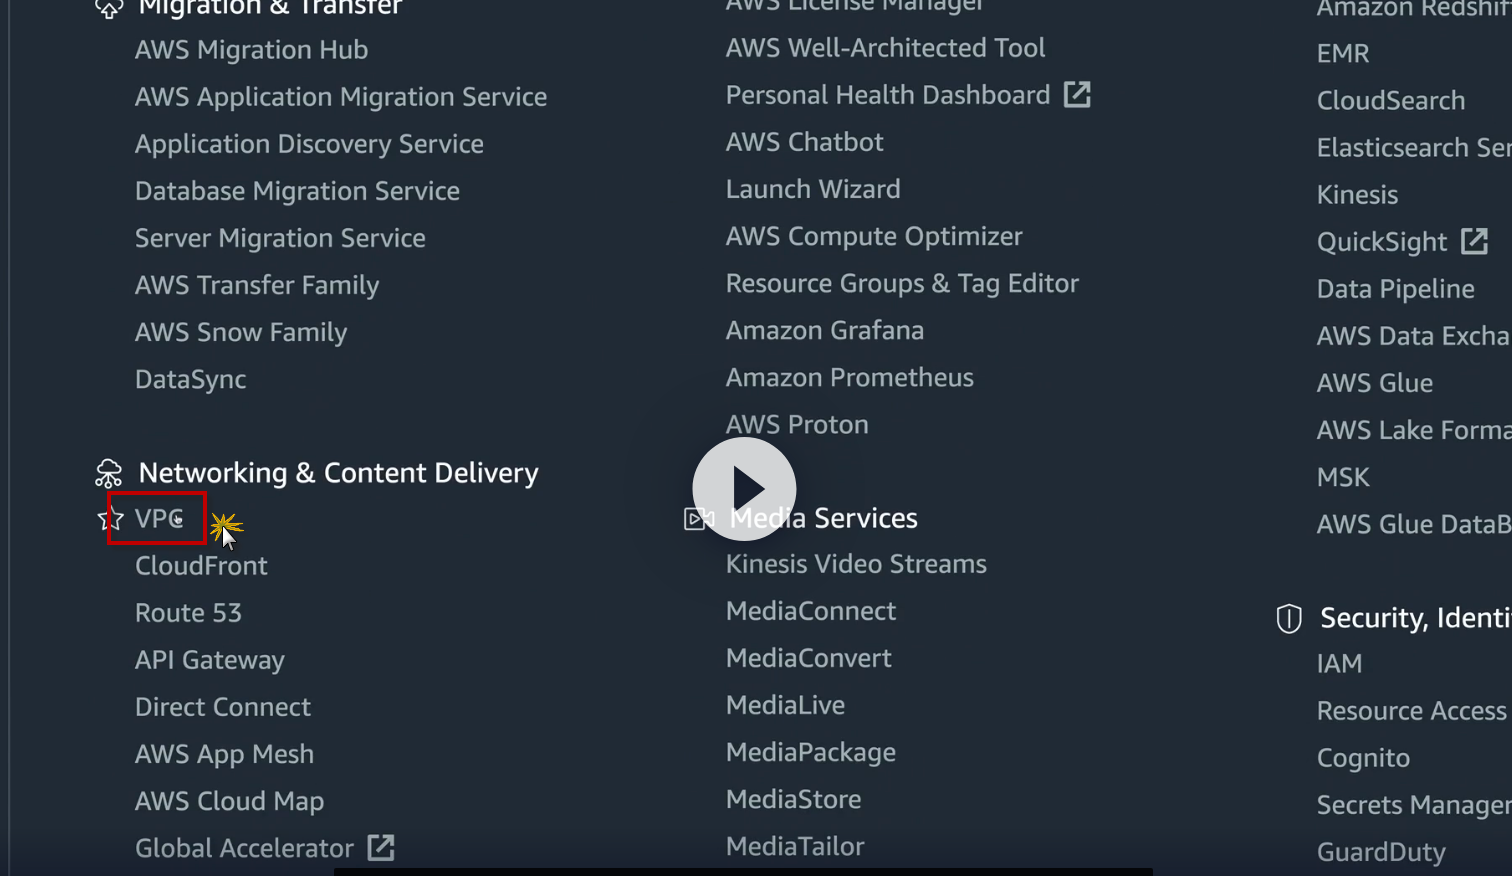 Migration & Transfer
AWS Migration Hub
AWS Application Migration Service
Application Discovery Service
Database Migration Service
Server Migration Service
AWS Transfer Family
AWS Snow Family
DataSync
Networking & Content Delivery
VPC
CloudFront
Route 53
API Gateway
Direct Connect
AWS App Mesh
AWS Cloud Map
Global Accelerator
AWS License Manager
AWS Well-Architected Tool
Personal Health Dashboard
AWS Chatbot
Launch Wizard
AWS Compute Optimizer
Resource Groups & Tag Editor
Amazon Grafana
Amazon Prometheus
AWS Proton
Media Services
Kinesis Video Streams
MediaConnect
MediaConvert
MediaLive
MediaPackage
MediaStore
MediaTailor
Amazon Redshif
EMR
CloudSearch
Elasticsearch Ser
Kinesis
QuickSight
Data Pipeline
AWS Data Excha
AWS Glue
AWS Lake Forma
MSK
AWS Glue DataB
Security, Identi
IAM
Resource Access
Cognito
Secrets Manager
GuardDuty